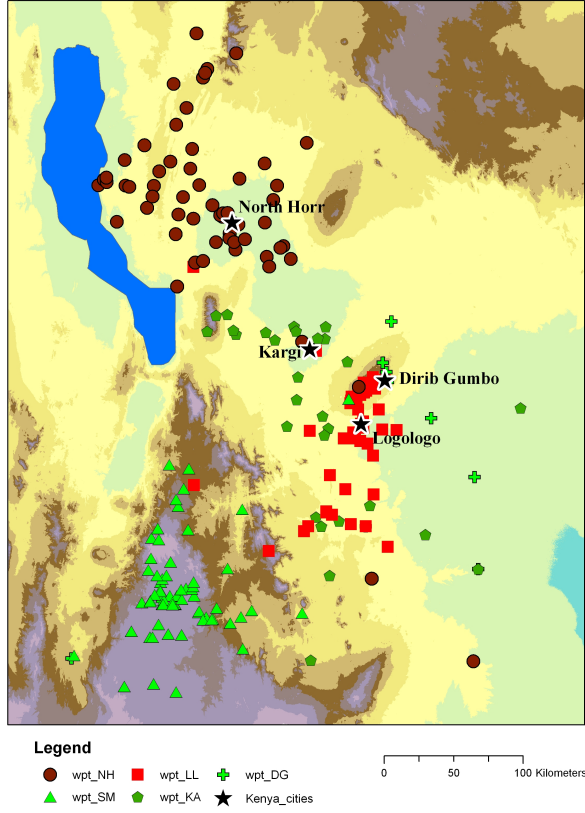 North Horr
Kargi
Dirib Gumbo
Logologo
Legend
wpt_NH wpt_LL wpt_DG
wpt_SM wpt_KA Kenya_cities
0 50 100 Kilometers